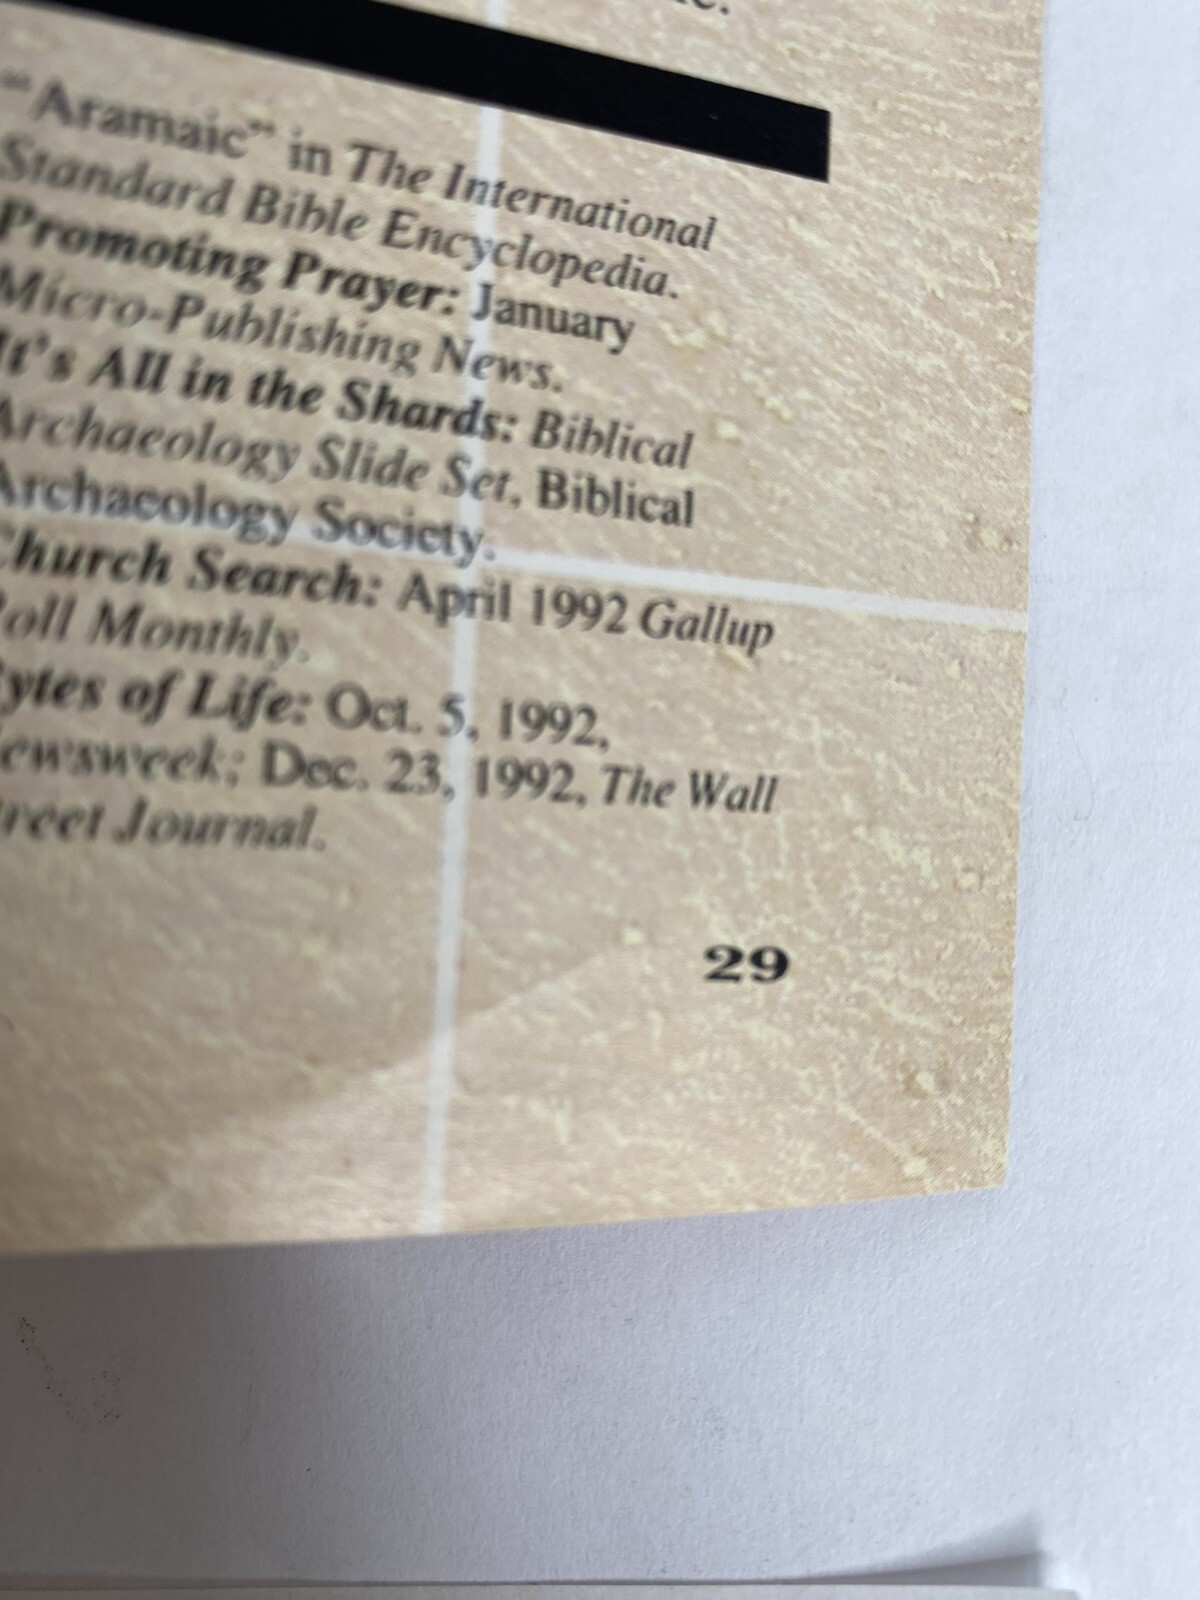 "Aramaic" in The International
Standard Bible Encyclopedia.
Promoting Prayer: January
Micro-Publishing News.
It's All in the Shards: Biblical
Archaeology Slide Set, Biblical
Archaeology Society.
Church Search: April 1992 Gallup
Poll Monthly.
ytes of Life: Oct. 5, 1992,
ewsweek; Dec. 23, 1992, The Wall
treet Journal.
29